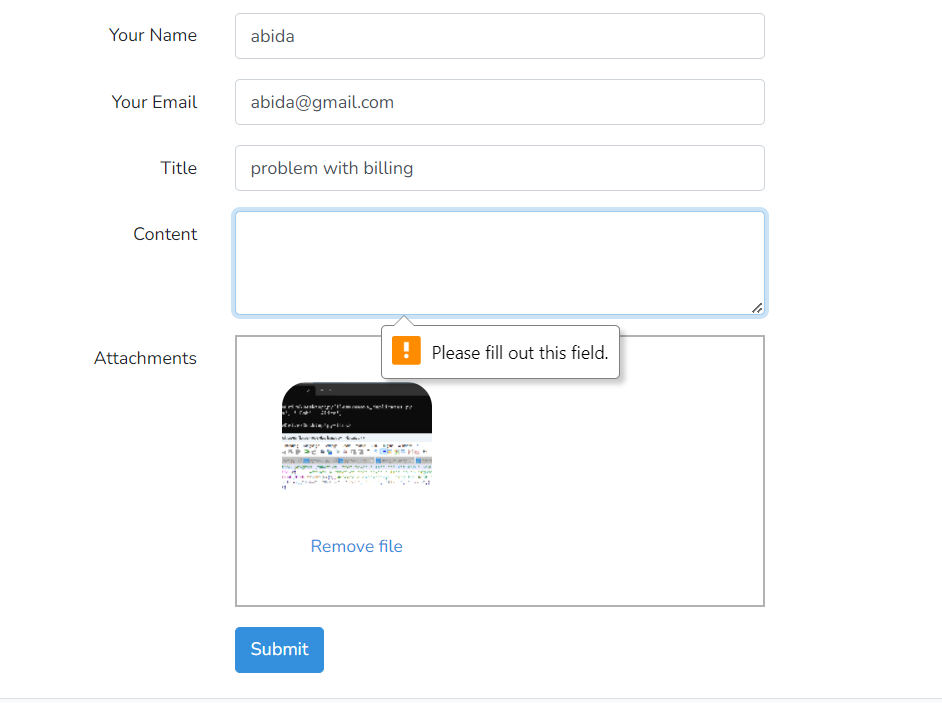 Your Name
abida
Your Email
abida@gmail.com
Title
problem with billing
Content
Please fill out this field.
Attachments
Remove file
Submit